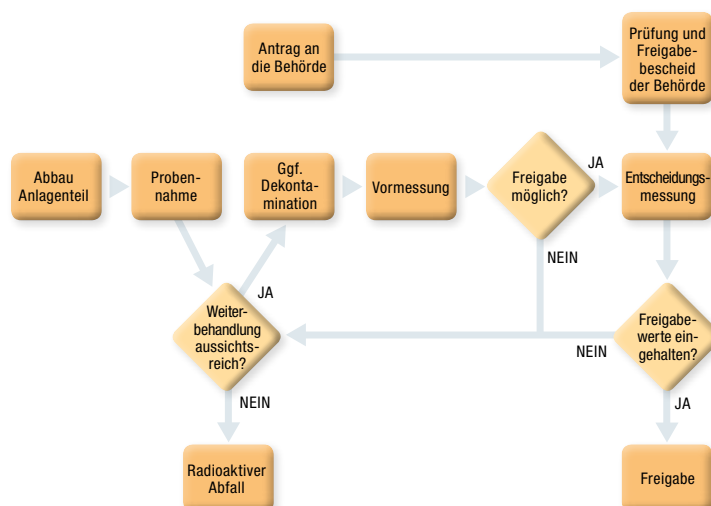 Antrag an
die Behörde
Prüfung und
Freigabe-
bescheid
der Behörde
Abbau
Anlagenteil
Proben-
nahme
Ggf.
Dekonta-
mination
Vormessung
Freigabe
möglich?
JA
Entscheidungs-
messung
NEIN
JA
Weiter-
behandlung
aussichts-
reich?
NEIN
Freigabe-
werte ein-
gehalten?
NEIN
JA
Radioaktiver
Abfall
Freigabe